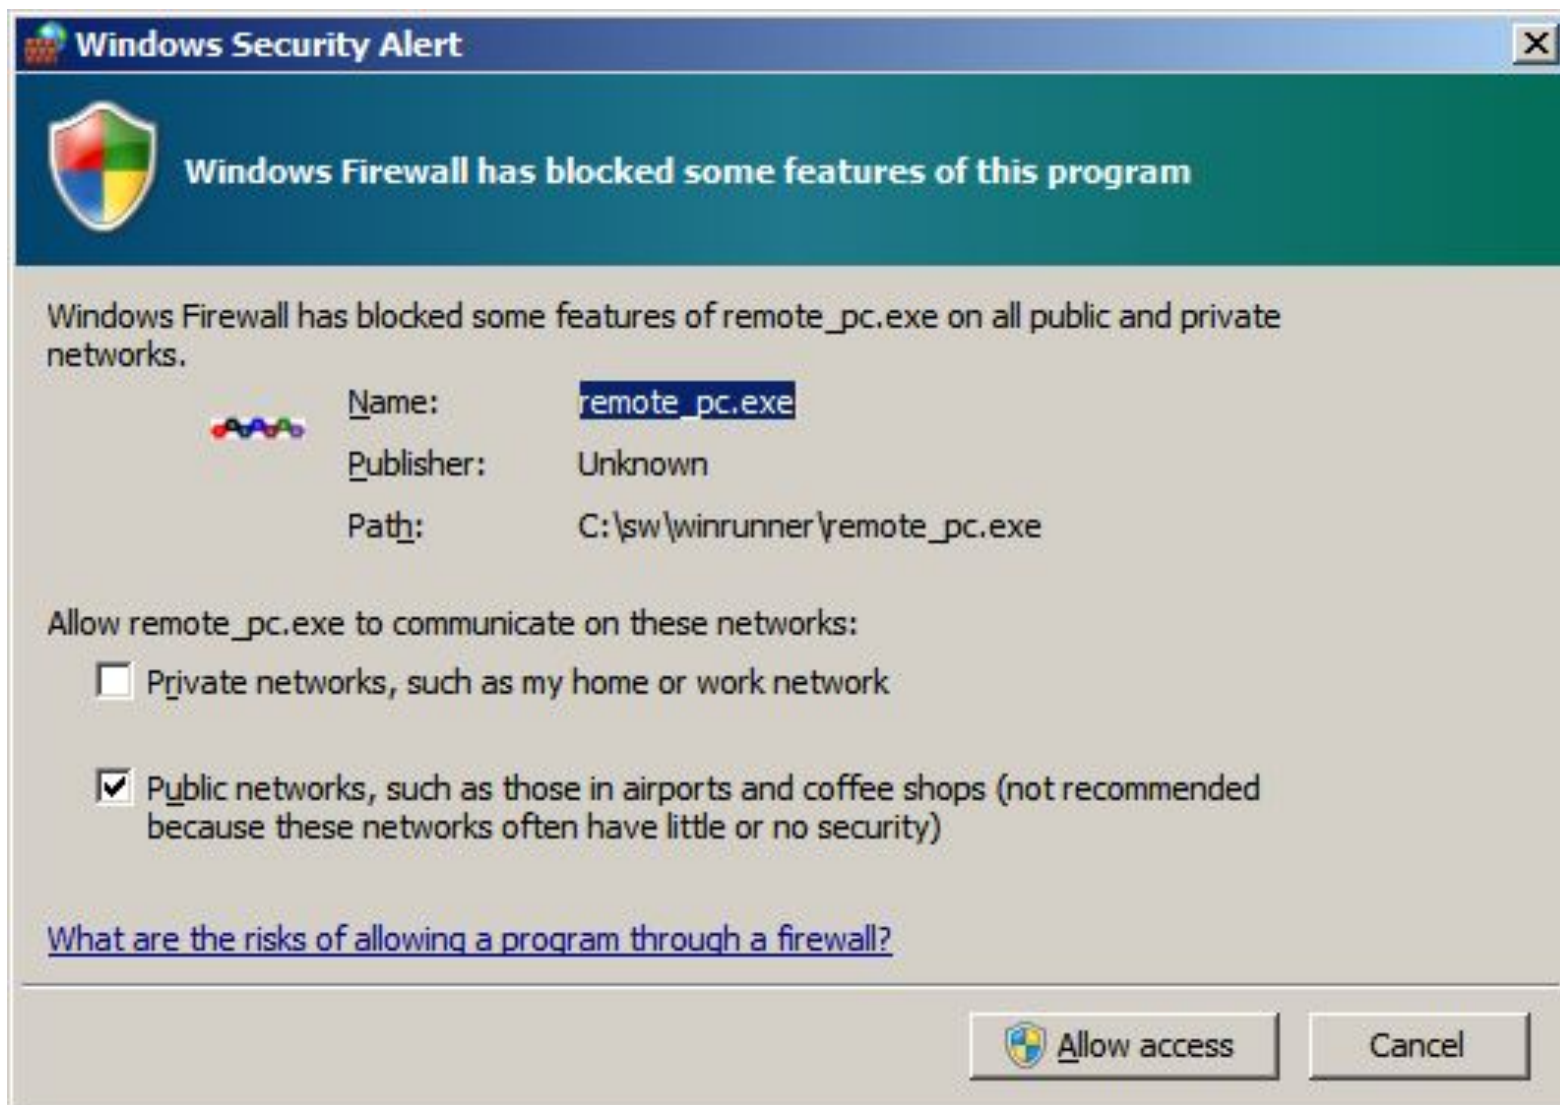 Windows Security Alert
Windows Firewall has blocked some features of this program
Windows Firewall has blocked some features of remote_pc.exe on all public and private
networks.
Name: remote_pc.exe
Publisher: Unknown
Path: C:\sw\winrunner\remote_pc.exe
Allow remote_pc.exe to communicate on these networks:
Private networks, such as my home or work network
Public networks, such as those in airports and coffee shops (not recommended
because these networks often have little or no security)
What are the risks of allowing a program through a firewall?
Allow access Cancel